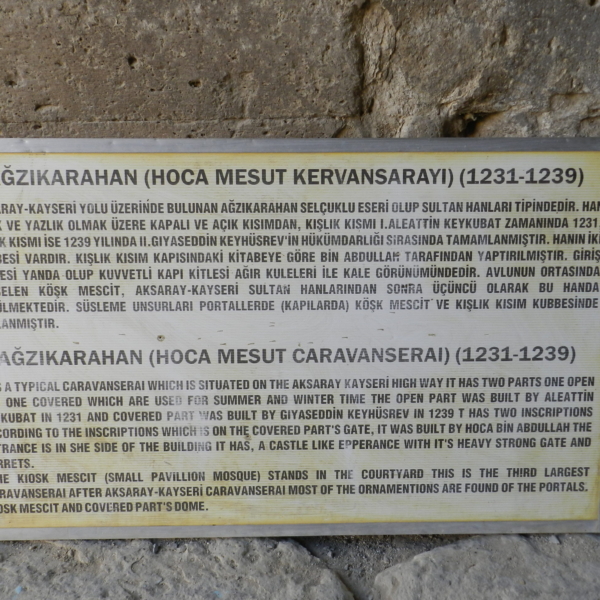 AĞZIKARAHAN (HOCA MESUT KERVANSARAYI) (1231-1239)
ARAY-KAYSERİ YOLU ÜZERİNDE BULUNAN AĞZIKARAHAN SELÇUKLU ESERİ OLUP SULTAN HANLARI TİPİNDEDİR. HAN
K VE YAZLIK OLMAK ÜZERE KAPALI VE AÇIK KISIMDAN, KIŞLIK KISMI I.ALEATTİN KEYKUBAT ZAMANINDA 1231
K KISMI İSE 1239 YILINDA II.GIYASEDDİN KEYHÜSREV'İN HÜKÜMDARLIĞI SIRASINDA TAMAMLANMIŞTIR. HANIN İK
BESİ VARDIR. KIŞLIK KISIM KAPISINDAKİ KİTABEYE GÖRE BİN ABDULLAH TARAFINDAN YAPTIRILMIŞTIR. GİRİŞ
ESİ YANDA OLUP KUVVETLİ KAPI KİTLESİ AĞIR KULELERİ İLE KALE GÖRÜNÜMÜNDEDİR. AVLUNUN ORTASINDA
SELEN KÖŞK MESCİT, AKSARAY-KAYSERİ SULTAN HANLARINDAN SONRA ÜÇÜNCÜ OLARAK BU HANDA
ÜLMEKTEDİR. SÜSLEME UNSURLARI PORTALLERDE (KAPILARDA) KÖŞK MESCİT VE KIŞLIK KISIM KUBBESİNDE
LANMIŞTIR.
AĞZIKARAHAN (HOCA MESUT CARAVANSERAI) (1231-1239)
S A TYPICAL CARAVANSERAI WHICH IS SITUATED ON THE AKSARAY KAYSERİ HIGH WAY IT HAS TWO PARTS ONE OPEN
ONE COVERED WHICH ARE USED FOR SUMMER AND WINTER TIME THE OPEN PART WAS BUILT BY ALEATTİN
KUBAT IN 1231 AND COVERED PART WAS BUILT BY GIYASEDDİN KEYHÜSREV IN 1239 T HAS TWO INSCRIPTIONS
CORDING TO THE INSCRIPTIONS WHICH IS ON THE COVERED PART'S GATE, IT WAS BUILT BY HOCA BİN ABDULLAH THE
TRANCE IS IN SHE SIDE OF THE BUILDING IT HAS, A CASTLE LIKE EPPERANCE WITH IT'S HEAVY STRONG GATE AND
RRETS.
HE KIOSK MESCIT (SMALL PAVILLION MOSQUE) STANDS IN THE COURTYARD THIS IS THE THIRD LARGEST
RAVANSERAI AFTER AKSARAY-KAYSERİ CARAVANSERAI MOST OF THE ORNAMENTIONS ARE FOUND OF THE PORTALS.
OSK MESCIT AND COVERED PART'S DOME.